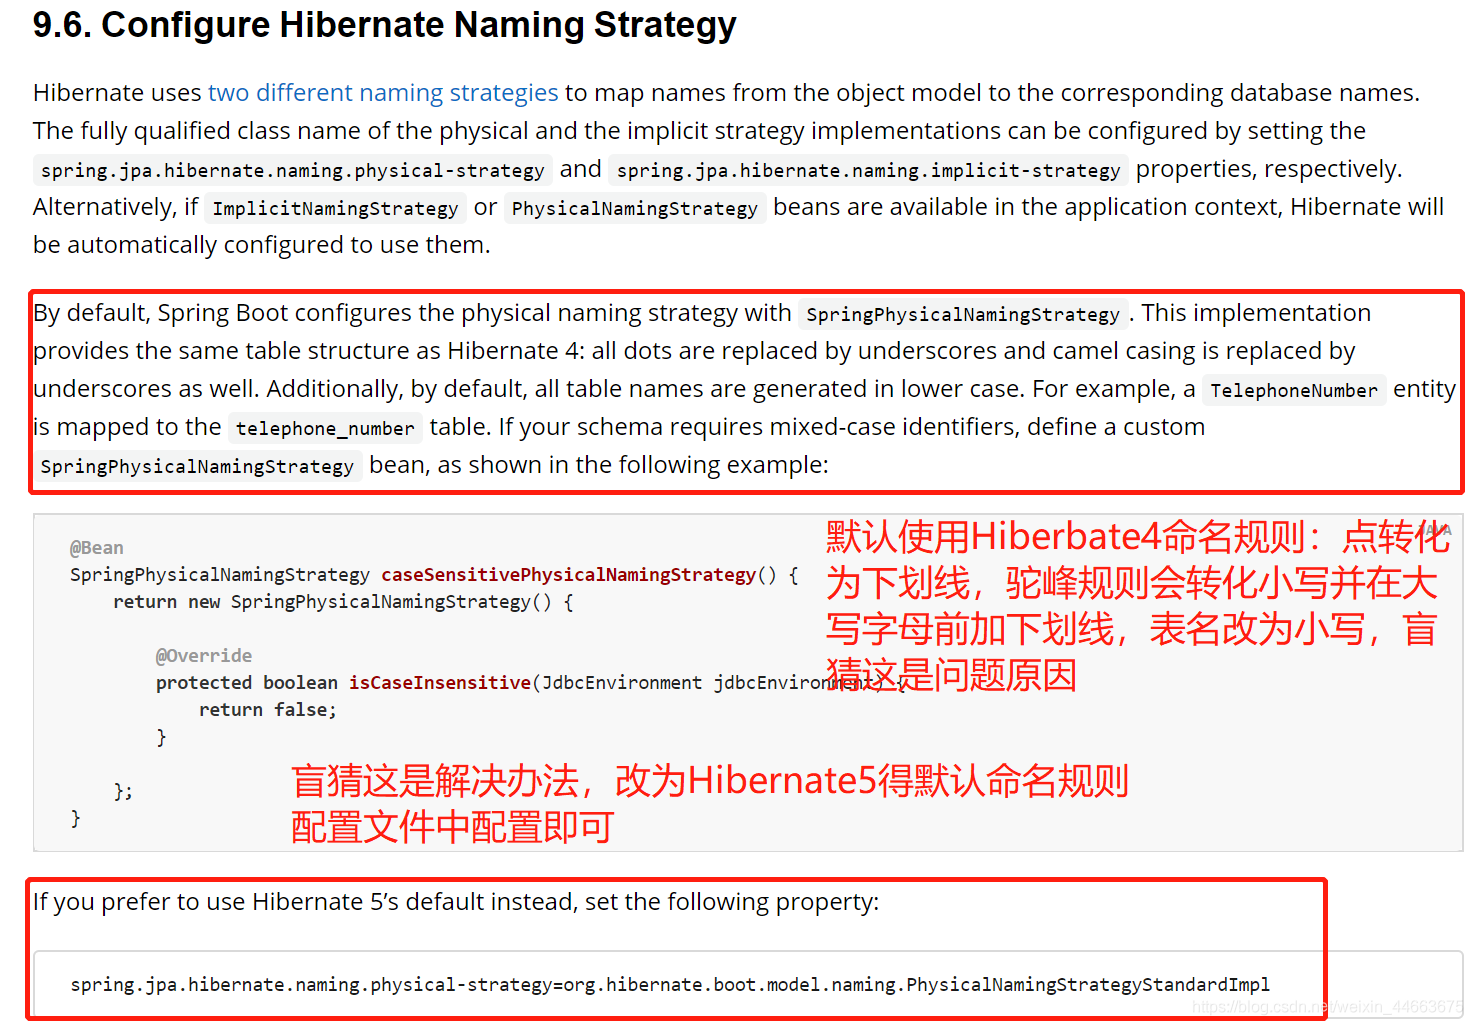 9.6. Configure Hibernate Naming Strategy
Hibernate uses two different naming strategies to map names from the object model to the corresponding database names.
The fully qualified class name of the physical and the implicit strategy implementations can be configured by setting the
spring.jpa.hibernate.naming.physical-strategy and spring.jpa.hibernate.naming.implicit-strategy properties, respectively.
Alternatively, if ImplicitNamingStrategy or PhysicalNamingStrategy beans are available in the application context, Hibernate will
be automatically configured to use them.
By default, Spring Boot configures the physical naming strategy with SpringPhysicalNamingStrategy. This implementation
provides the same table structure as Hibernate 4: all dots are replaced by underscores and camel casing is replaced by
underscores as well. Additionally, by default, all table names are generated in lower case. For example, a TelephoneNumber entity
is mapped to the telephone_number table. If your schema requires mixed-case identifiers, define a custom
SpringPhysicalNamingStrategy bean, as shown in the following example:
JAVA
默认使用Hiberbate4命名规则：点转化
为下划线，驼峰规则会转化小写并在大
写字母前加下划线，表名改为小写，盲
猜这是问题原因
@Bean
SpringPhysicalNamingStrategy caseSensitivePhysicalNamingStrategy() {
return new SpringPhysicalNamingStrategy() {
@Override
protected boolean isCaseInsensitive(JdbcEnvironment jdbcEnvironment) {
return false;
}
};
}
盲猜这是解决办法，改为Hibernate5得默认命名规则
配置文件中配置即可
If you prefer to use Hibernate 5’s default instead, set the following property:
spring.jpa.hibernate.naming.physical-strategy=org.hibernate.boot.model.naming.PhysicalNamingStrategyStandardImpl
https://blog.csdn.net/weixin_44663675